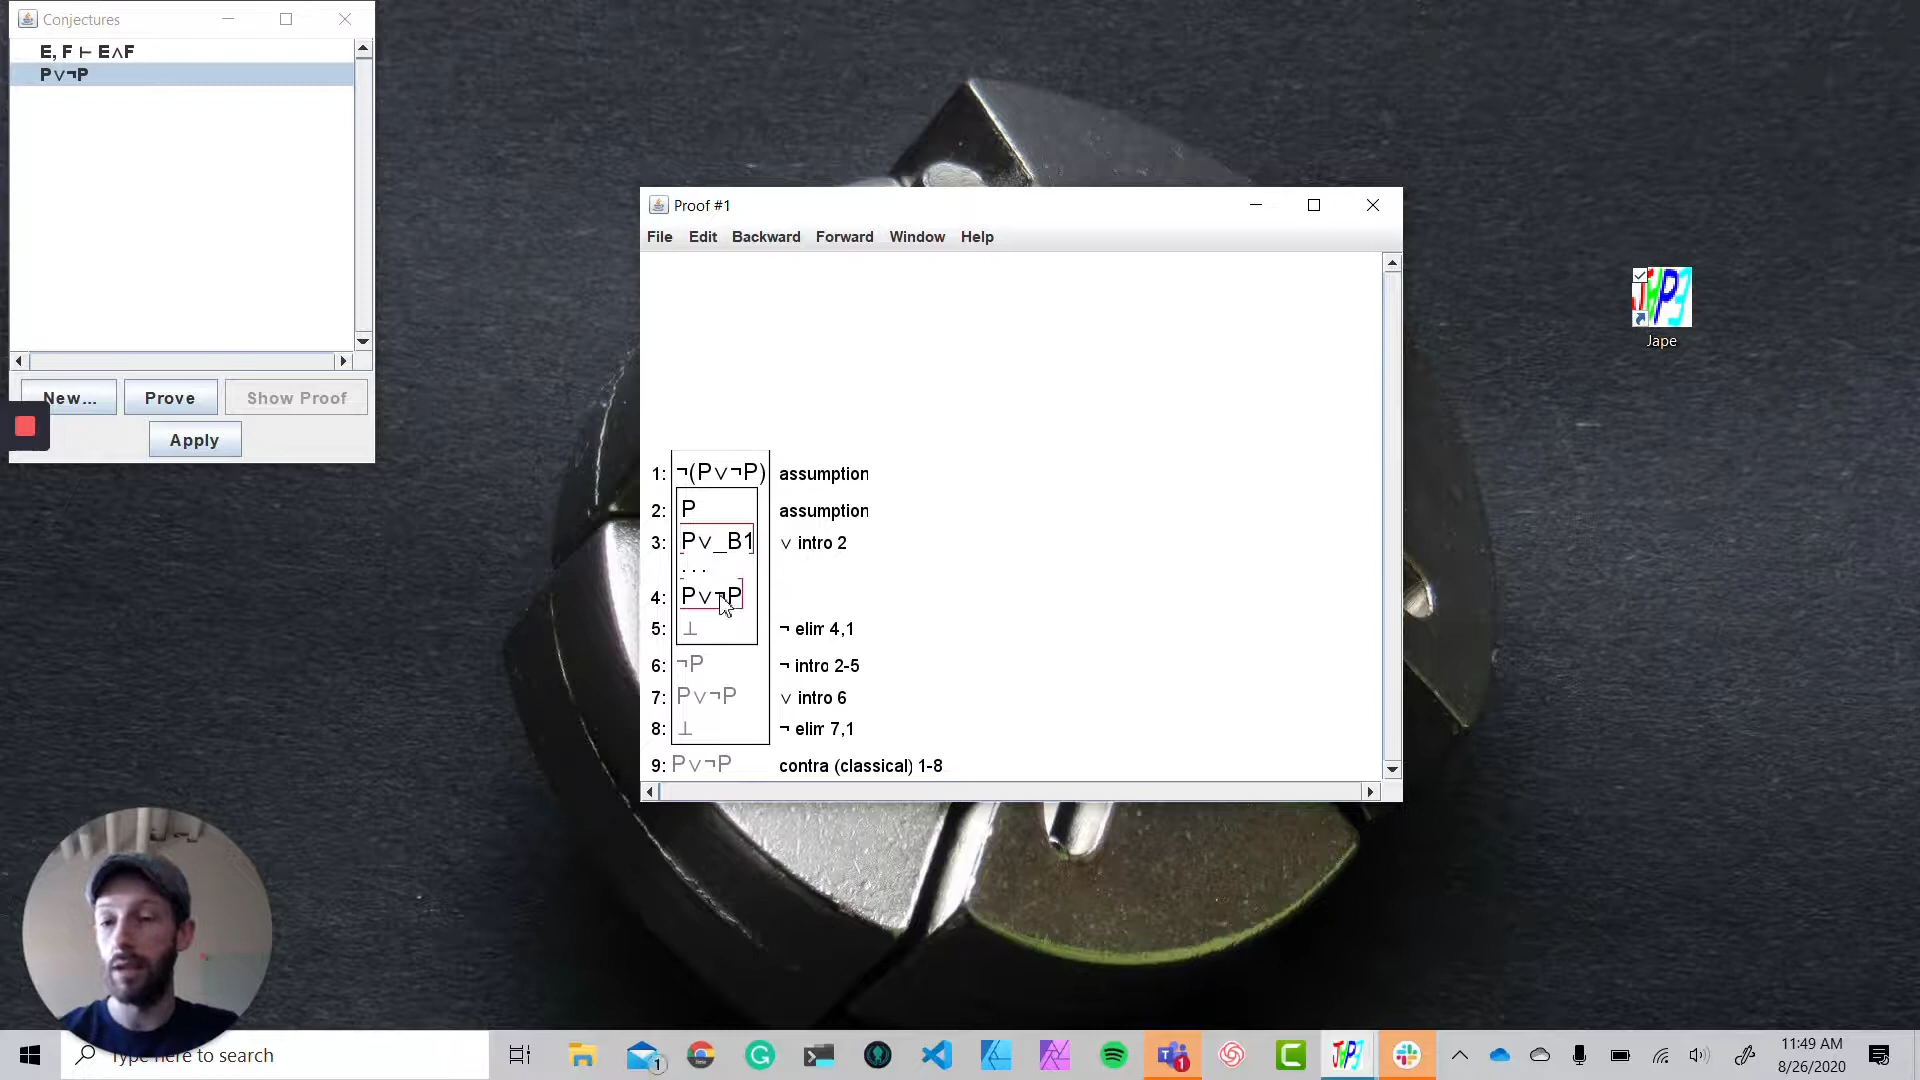 Conjectures
E, F ⊢ E∧F
P∨¬P
New...
Prove
Show Proof
Apply
Proof #1
File Edit Backward Forward Window Help
1: ¬(P∨¬P) assumption
2: P assumption
3: P∨_B1 ∨ intro 2
...
4: P∨¬P
5: ⊥ ¬ elim 4,1
6: ¬P ¬ intro 2-5
7: P∨¬P ∨ intro 6
8: ⊥ ¬ elim 7,1
9: P∨¬P contra (classical) 1-8
Jape
Type here to search
1
1
11:49 AM
8/26/2020